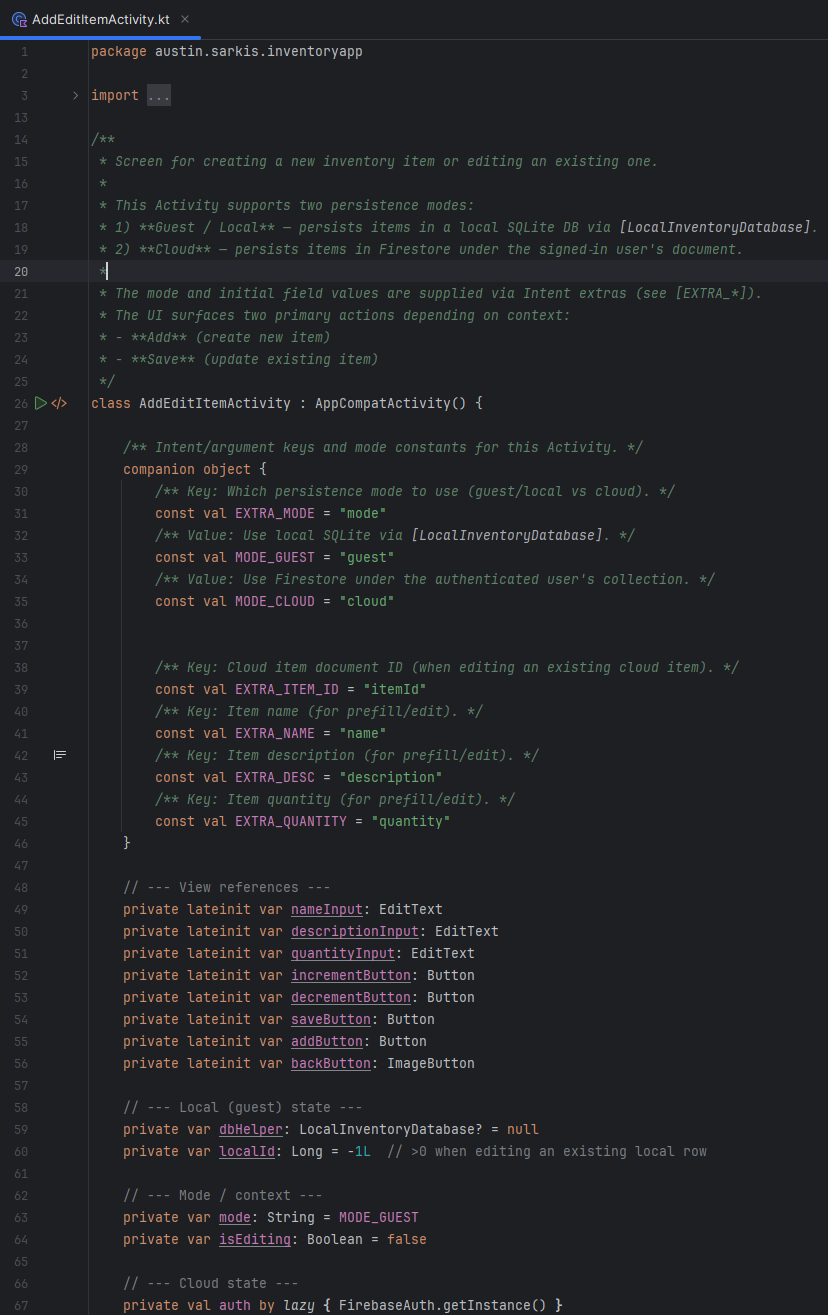 AddEditItemActivity.kt
1 package austin.sarkis.inventoryapp
2
3 import ...
13
14 /**
15 * Screen for creating a new inventory item or editing an existing one.
16 *
17 * This Activity supports two persistence modes:
18 * 1) **Guest / Local** — persists items in a local SQLite DB via [LocalInventoryDatabase].
19 * 2) **Cloud** — persists items in Firestore under the signed-in user's document.
20 *
21 * The mode and initial field values are supplied via Intent extras (see [EXTRA_*]).
22 * The UI surfaces two primary actions depending on context:
23 * - **Add** (create new item)
24 * - **Save** (update existing item)
25 */
26 class AddEditItemActivity : AppCompatActivity() {
27
28 /** Intent/argument keys and mode constants for this Activity. */
29 companion object {
30 /** Key: Which persistence mode to use (guest/local vs cloud). */
31 const val EXTRA_MODE = "mode"
32 /** Value: Use local SQLite via [LocalInventoryDatabase]. */
33 const val MODE_GUEST = "guest"
34 /** Value: Use Firestore under the authenticated user's collection. */
35 const val MODE_CLOUD = "cloud"
36
37
38 /** Key: Cloud item document ID (when editing an existing cloud item). */
39 const val EXTRA_ITEM_ID = "itemId"
40 /** Key: Item name (for prefill/edit). */
41 const val EXTRA_NAME = "name"
42 /** Key: Item description (for prefill/edit). */
43 const val EXTRA_DESC = "description"
44 /** Key: Item quantity (for prefill/edit). */
45 const val EXTRA_QUANTITY = "quantity"
46 }
47
48 // --- View references ---
49 private lateinit var nameInput: EditText
50 private lateinit var descriptionInput: EditText
51 private lateinit var quantityInput: EditText
52 private lateinit var incrementButton: Button
53 private lateinit var decrementButton: Button
54 private lateinit var saveButton: Button
55 private lateinit var addButton: Button
56 private lateinit var backButton: ImageButton
57
58 // --- Local (guest) state ---
59 private var dbHelper: LocalInventoryDatabase? = null
60 private var localId: Long = -1L // >0 when editing an existing local row
61
62 // --- Mode / context ---
63 private var mode: String = MODE_GUEST
64 private var isEditing: Boolean = false
65
66 // --- Cloud state ---
67 private val auth by lazy { FirebaseAuth.getInstance() }